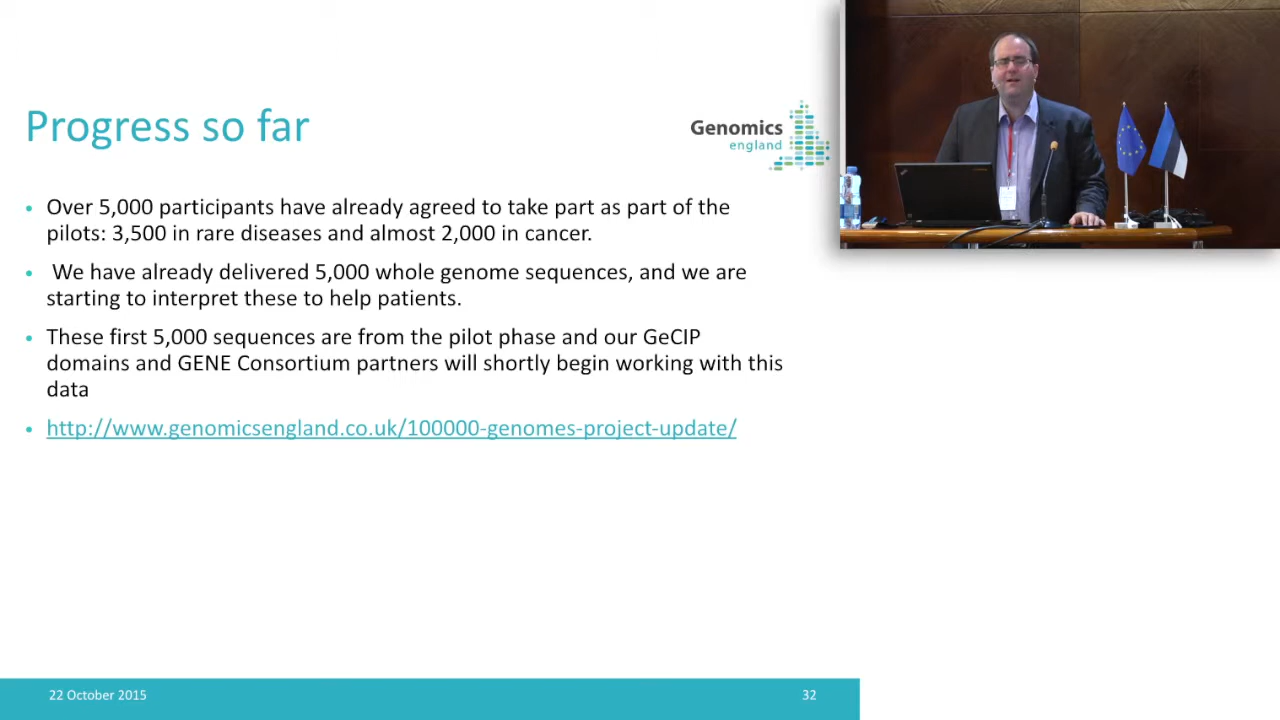 Progress so far
Genomics
england
Over 5,000 participants have already agreed to take part as part of the
pilots: 3,500 in rare diseases and almost 2,000 in cancer.
We have already delivered 5,000 whole genome sequences, and we are
starting to interpret these to help patients.
These first 5,000 sequences are from the pilot phase and our GeCIP
domains and GENE Consortium partners will shortly begin working with this
data
http://www.genomicsengland.co.uk/100000-genomes-project-update/
22 October 2015
32